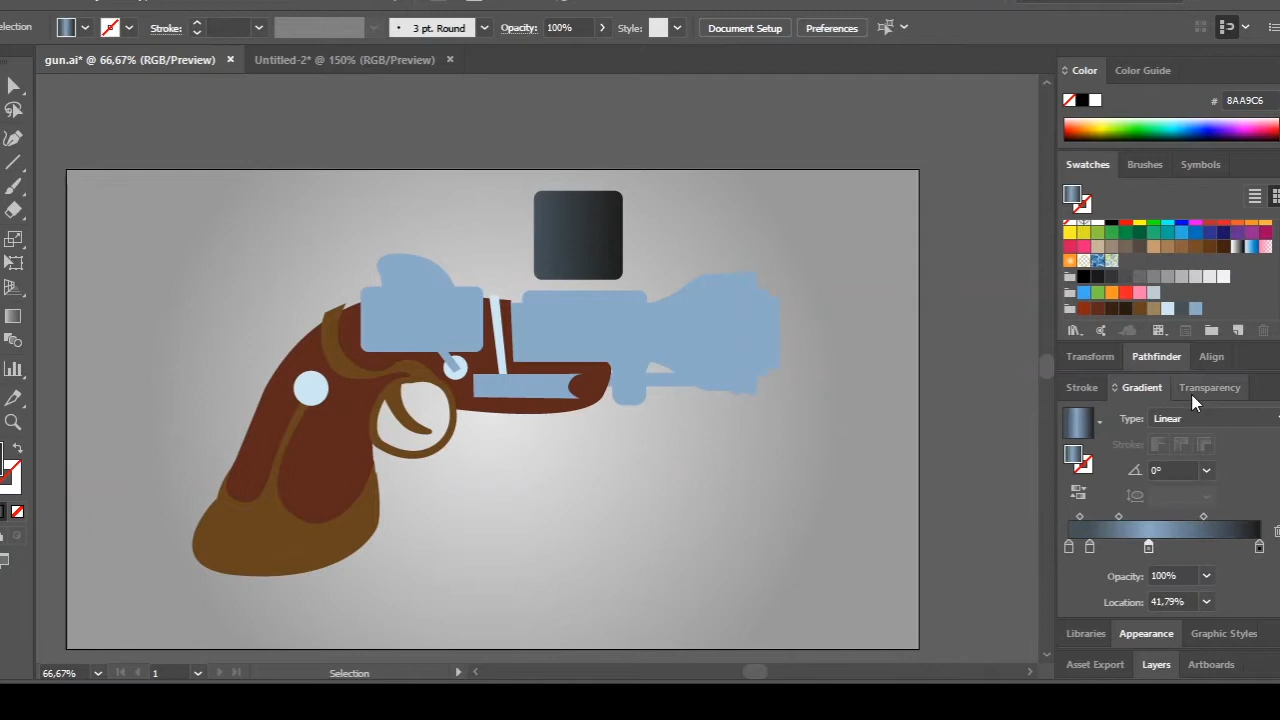 election
Stroke:
3 pt. Round
Opacity:
100%
Style:
Document Setup
Preferences
gun.ai* @ 66,67% (RGB/Preview)
Untitled-2* @ 150% (RGB/Preview)
Color
Color Guide
# 8AA9C6
Swatches
Brushes
Symbols
Transform
Pathfinder
Align
Stroke
Gradient
Transparency
Type: Linear
Stroke:
0°
Opacity: 100%
Location: 41,79%
Libraries
Appearance
Graphic Styles
Asset Export
Layers
Artboards
66,67%
1
Selection